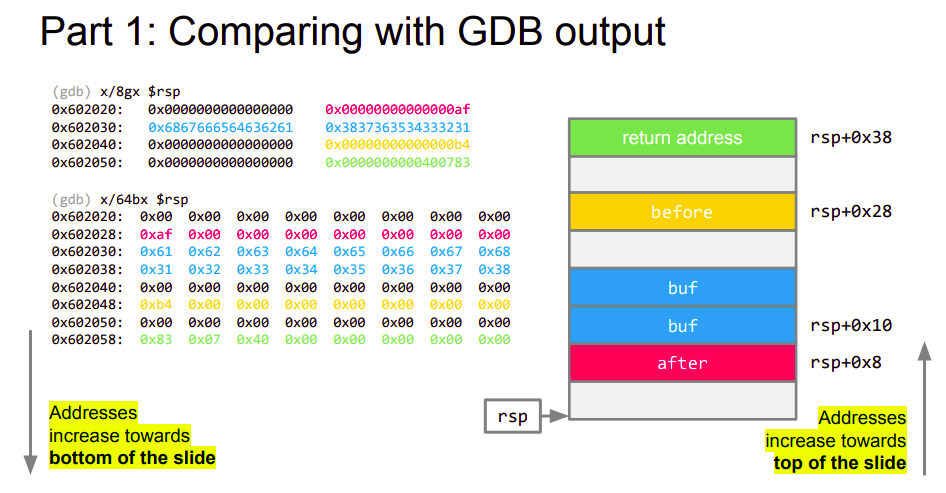 Part 1: Comparing with GDB output
(gdb) x/8gx $rsp
0x602020: 0x0000000000000000 0x00000000000000af
0x602030: 0x6867666564636261 0x3837363534333231
0x602040: 0x0000000000000000 0x00000000000000b4
0x602050: 0x0000000000000000 0x0000000000400783
(gdb) x/64bx $rsp
0x602020: 0x00 0x00 0x00 0x00 0x00 0x00 0x00 0x00
0x602028: 0xaf 0x00 0x00 0x00 0x00 0x00 0x00 0x00
0x602030: 0x61 0x62 0x63 0x64 0x65 0x66 0x67 0x68
0x602038: 0x31 0x32 0x33 0x34 0x35 0x36 0x37 0x38
0x602040: 0x00 0x00 0x00 0x00 0x00 0x00 0x00 0x00
0x602048: 0xb4 0x00 0x00 0x00 0x00 0x00 0x00 0x00
0x602050: 0x00 0x00 0x00 0x00 0x00 0x00 0x00 0x00
0x602058: 0x83 0x07 0x40 0x00 0x00 0x00 0x00 0x00
Addresses
increase towards
bottom of the slide
return address rsp+0x38
before rsp+0x28
buf
buf rsp+0x10
after rsp+0x8
rsp
Addresses
increase towards
top of the slide